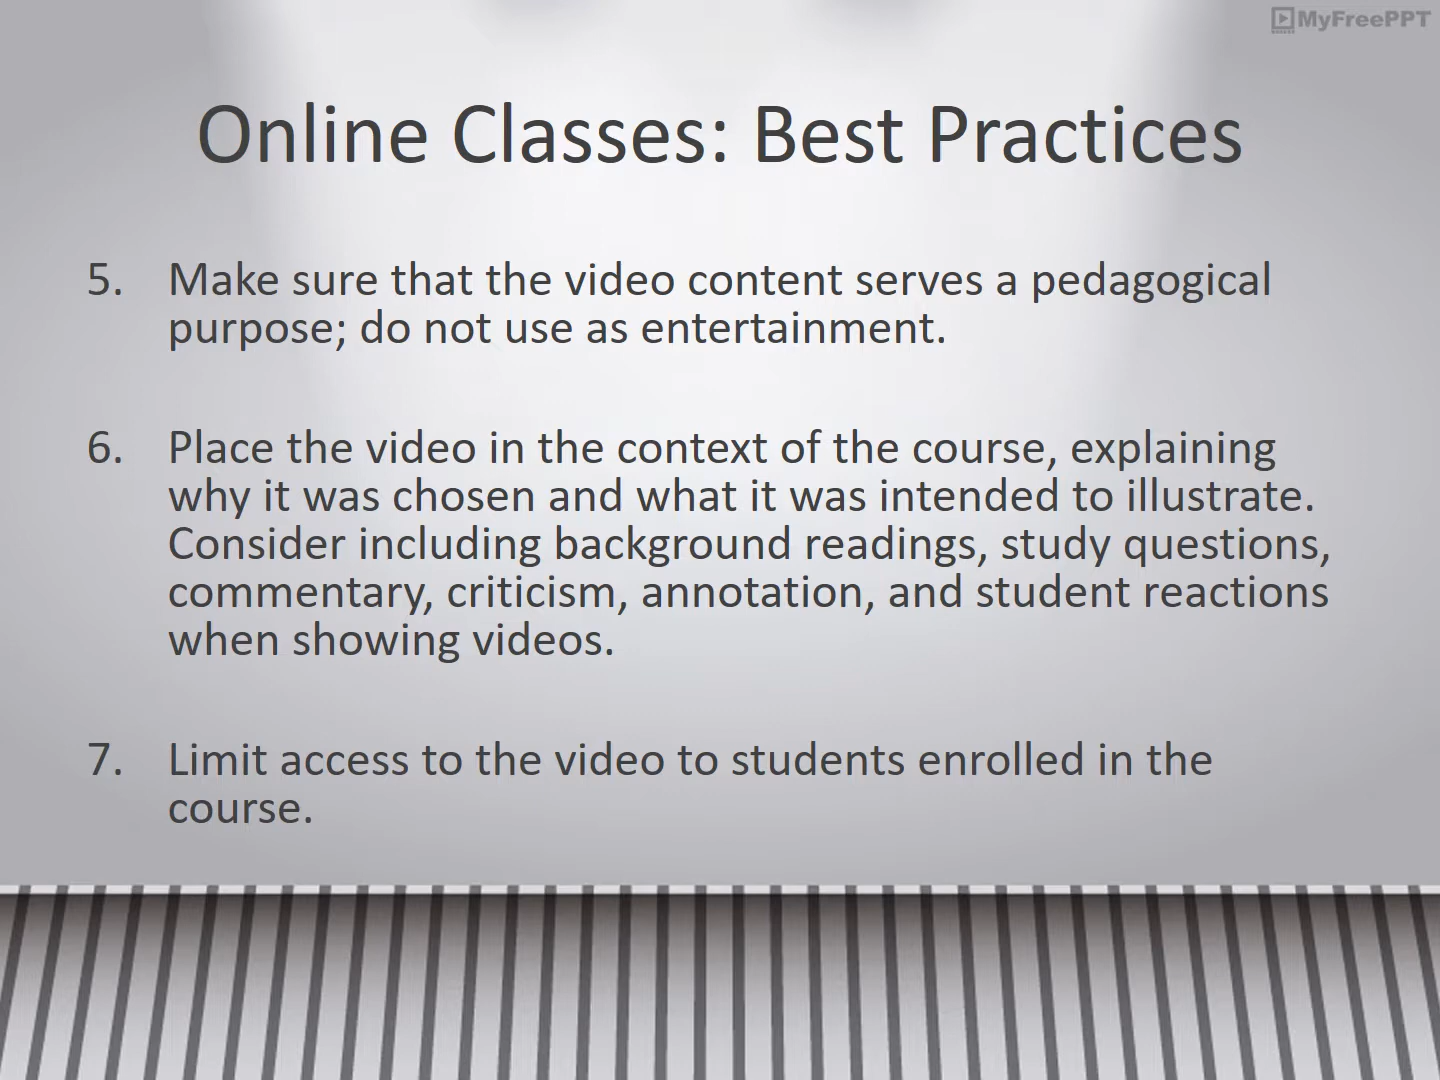 MyFreePPT
Online Classes: Best Practices
5. Make sure that the video content serves a pedagogical
purpose; do not use as entertainment.
6. Place the video in the context of the course, explaining
why it was chosen and what it was intended to illustrate.
Consider including background readings, study questions,
commentary, criticism, annotation, and student reactions
when showing videos.
7. Limit access to the video to students enrolled in the
course.